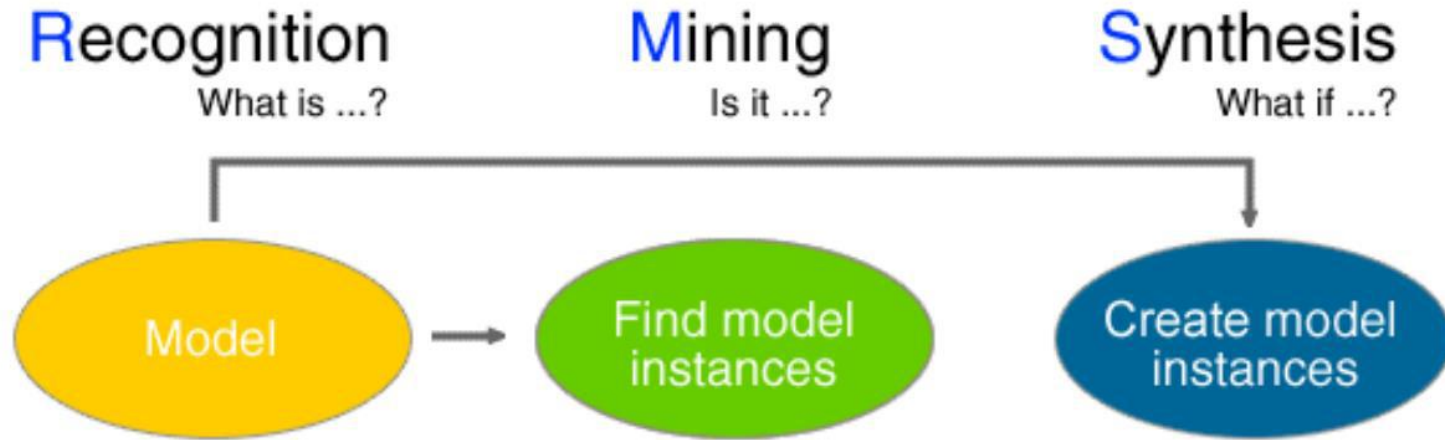 Recognition
What is ...?
Mining
Is it ...?
Synthesis
What if ...?
Model
Find model
instances
Create model
instances